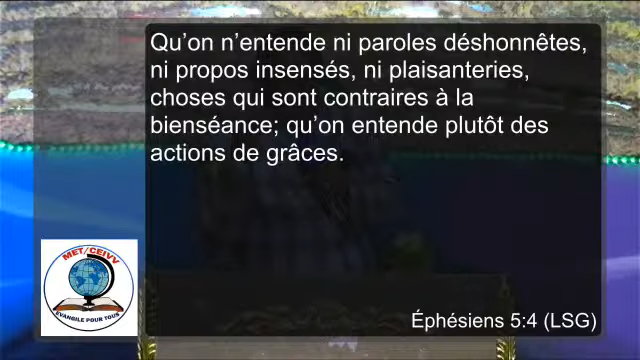 Qu’on n’entende ni paroles déshonnêtes,
ni propos insensés, ni plaisanteries,
choses qui sont contraires à la
bienséance; qu’on entende plutôt des
actions de grâces.
Éphésiens 5:4 (LSG)
MET/CEIVV
EVANGILE POUR TOUS